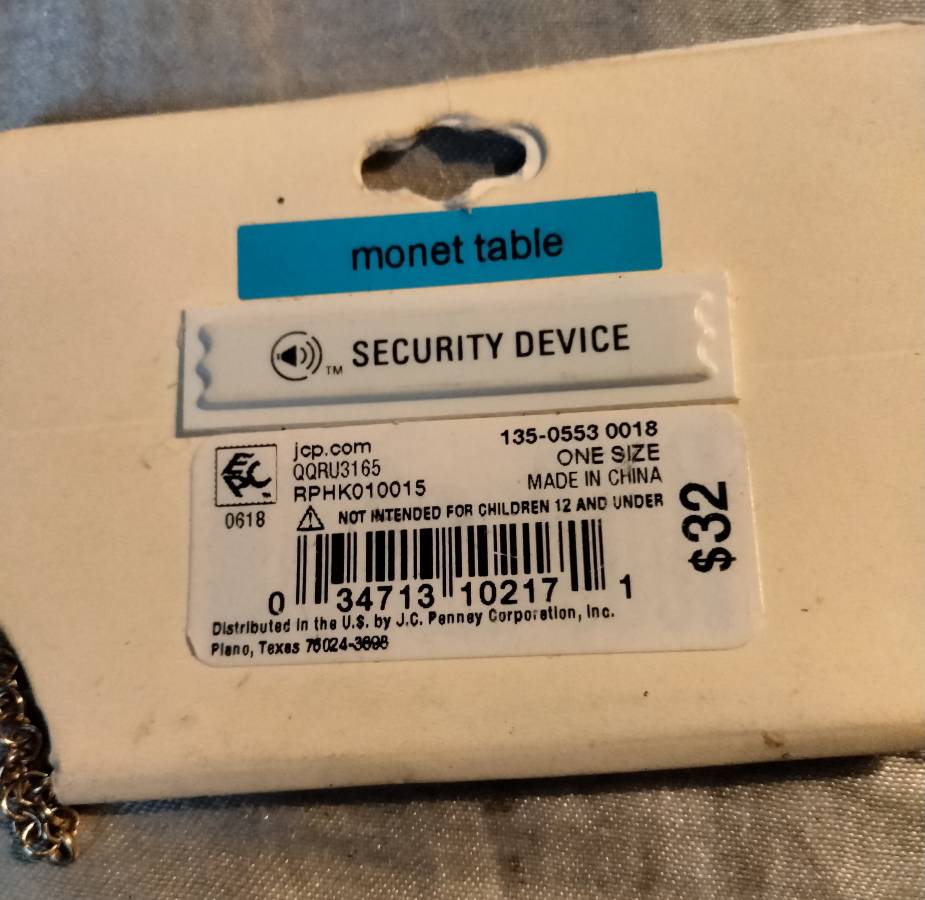 monet table
TM SECURITY DEVICE
EPC
jcp.com
QQRU3165
RPHK010015
0618
135-0553 0018
ONE SIZE
MADE IN CHINA
NOT INTENDED FOR CHILDREN 12 AND UNDER
$32
0 34713 10217 1
Distributed in the U.S. by J.C. Penney Corporation, Inc.
Plano, Texas 75024-3698